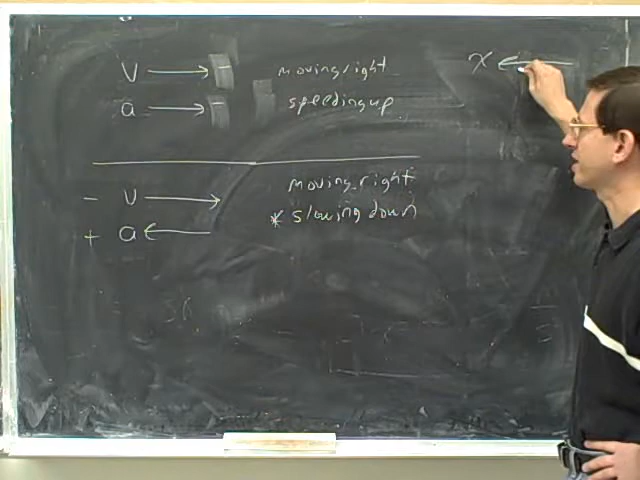 V → - moving right
a → - speeding up
- v → moving right
+ a ← * slowing down
x ←